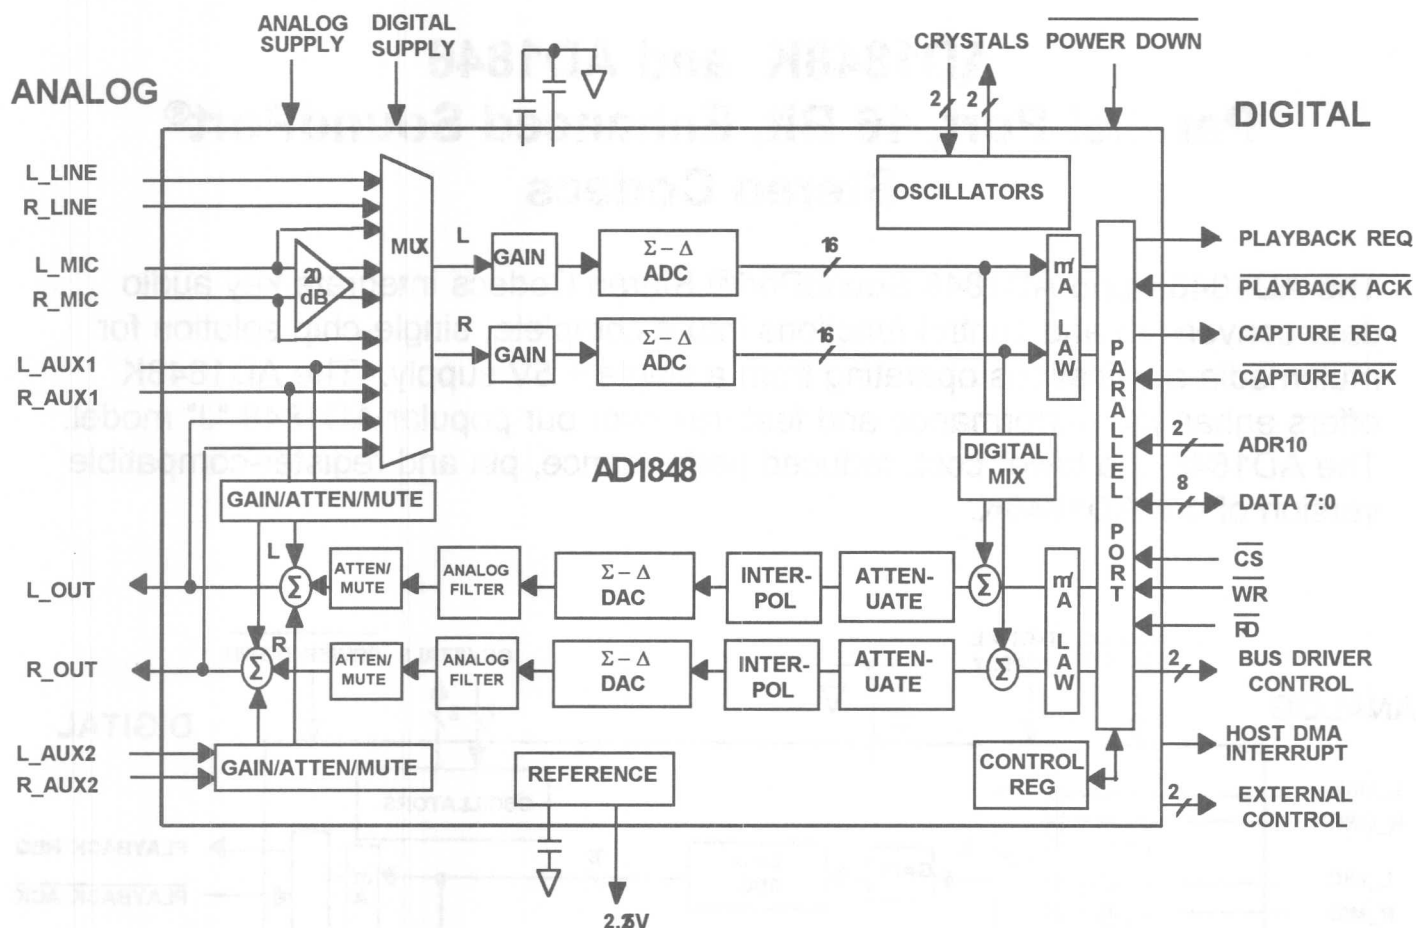 ANALOG SUPPLY
DIGITAL SUPPLY
CRYSTALS
POWER DOWN
ANALOG
DIGITAL
2
2
L_LINE
R_LINE
L_MIC
R_MIC
L_AUX1
R_AUX1
20 dB
MUX
L
GAIN
Σ–Δ ADC
16
R
GAIN
Σ–Δ ADC
16
OSCILLATORS
μ/A LAW
PARALLEL PORT
PLAYBACK REQ
PLAYBACK ACK
CAPTURE REQ
CAPTURE ACK
2
ADR10
8
DATA 7:0
CS
WR
RD
2
BUS DRIVER CONTROL
HOST DMA INTERRUPT
2
EXTERNAL CONTROL
GAIN/ATTEN/MUTE
AD1848
DIGITAL MIX
L_OUT
L
Σ
ATTEN/ MUTE
ANALOG FILTER
Σ–Δ DAC
INTER- POL
ATTEN- UATE
Σ
μ/A LAW
R_OUT
R
Σ
ATTEN/ MUTE
ANALOG FILTER
Σ–Δ DAC
INTER- POL
ATTEN- UATE
Σ
L_AUX2
R_AUX2
GAIN/ATTEN/MUTE
REFERENCE
CONTROL REG